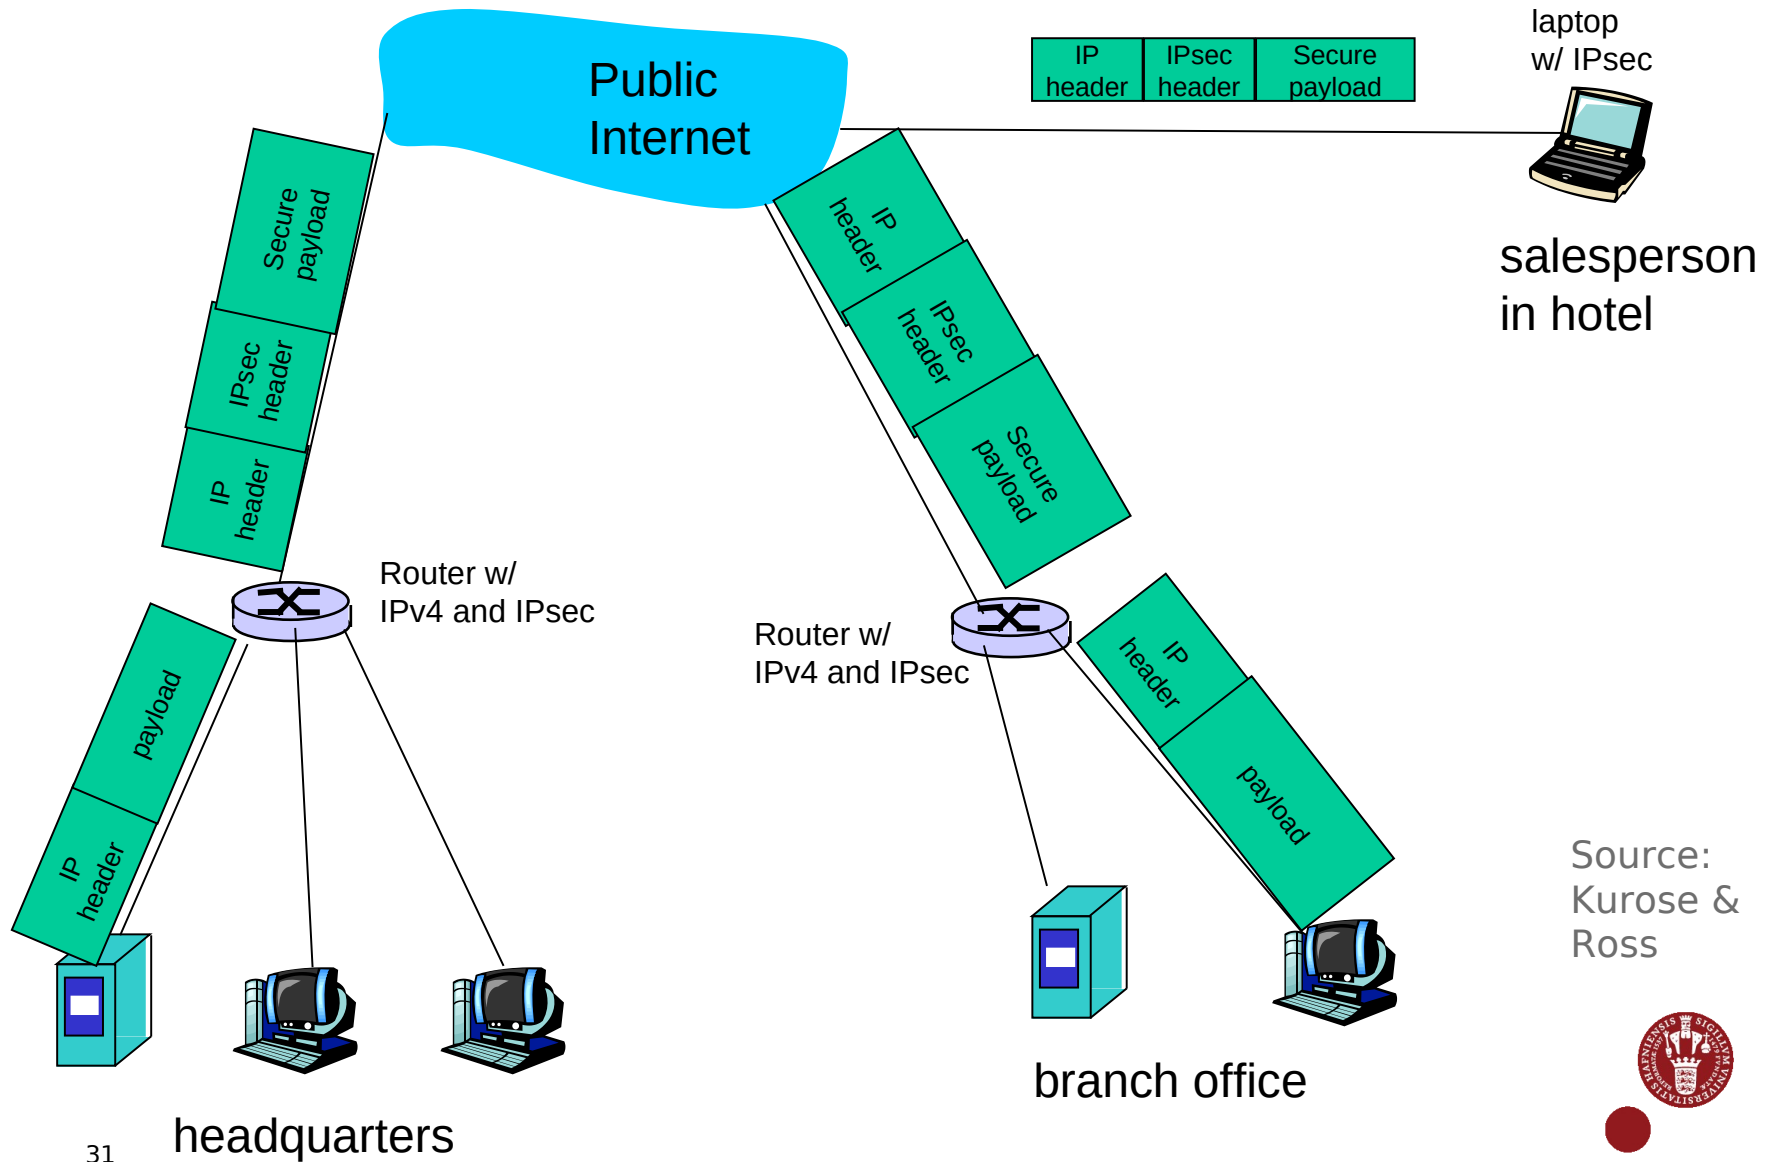 Public
Internet
IP
header
IPsec
header
Secure
payload
laptop
w/ IPsec
salesperson
in hotel
Secure
payload
IPsec
header
IP
header
IP
header
IPsec
header
Secure
payload
Router w/
IPv4 and IPsec
Router w/
IPv4 and IPsec
payload
IP
header
IP
header
payload
Source:
Kurose &
Ross
branch office
headquarters
31